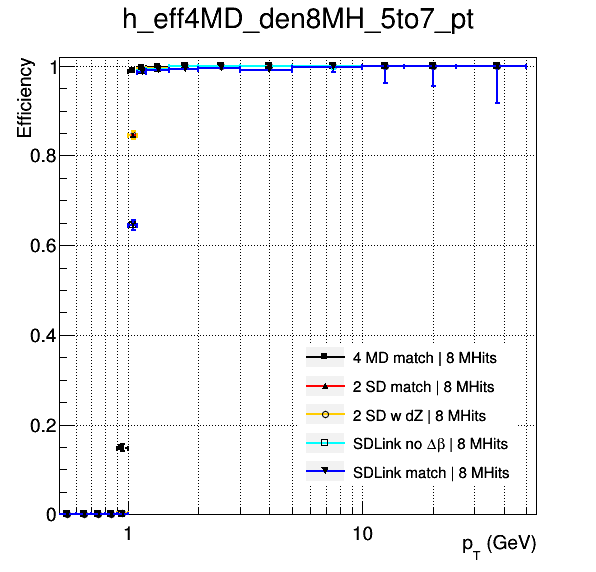 h_eff4MD_den8MH_5to7_pt
Efficiency
1
0.8
0.6
0.4
0.2
0
4 MD match | 8 MHits
2 SD match | 8 MHits
2 SD w dZ | 8 MHits
SDLink no Δβ | 8 MHits
SDLink match | 8 MHits
1
10
p_T (GeV)